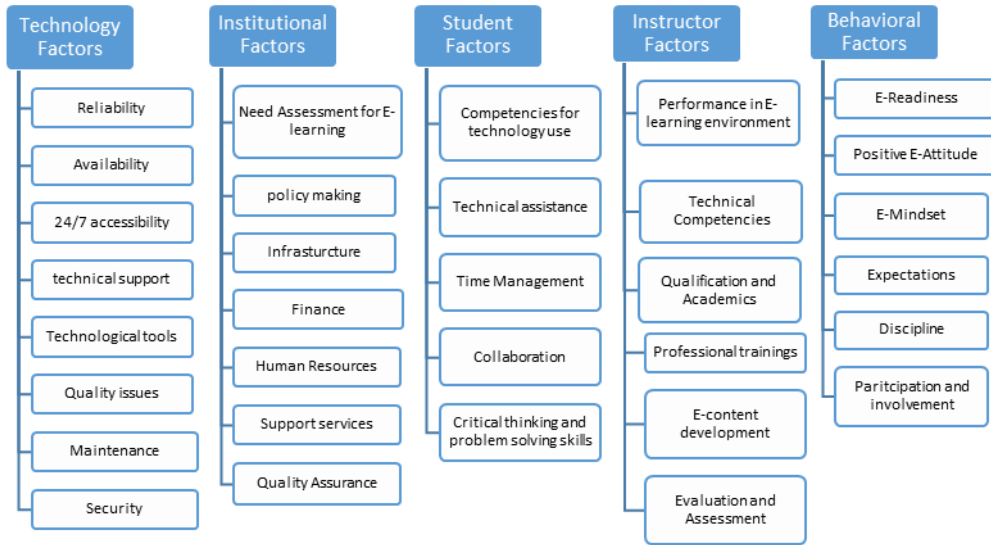 Technology
Factors
Reliability
Availability
24/7 accessibility
technical support
Technological tools
Quality issues
Maintenance
Security
Institutional
Factors
Need Assessment for E-
learning
policy making
Infrasturcture
Finance
Human Resources
Support services
Quality Assurance
Student
Factors
Competencies for
technology use
Technical assistance
Time Management
Collaboration
Critical thinking and
problem solving skills
Instructor
Factors
Performance in E-
learning environment
Technical
Competencies
Qualification and
Academics
Professional trainings
E-content
development
Evaluation and
Assessment
Behavioral
Factors
E-Readiness
Positive E-Attitude
E-Mindset
Expectations
Discipline
Paritcipation and
involvement